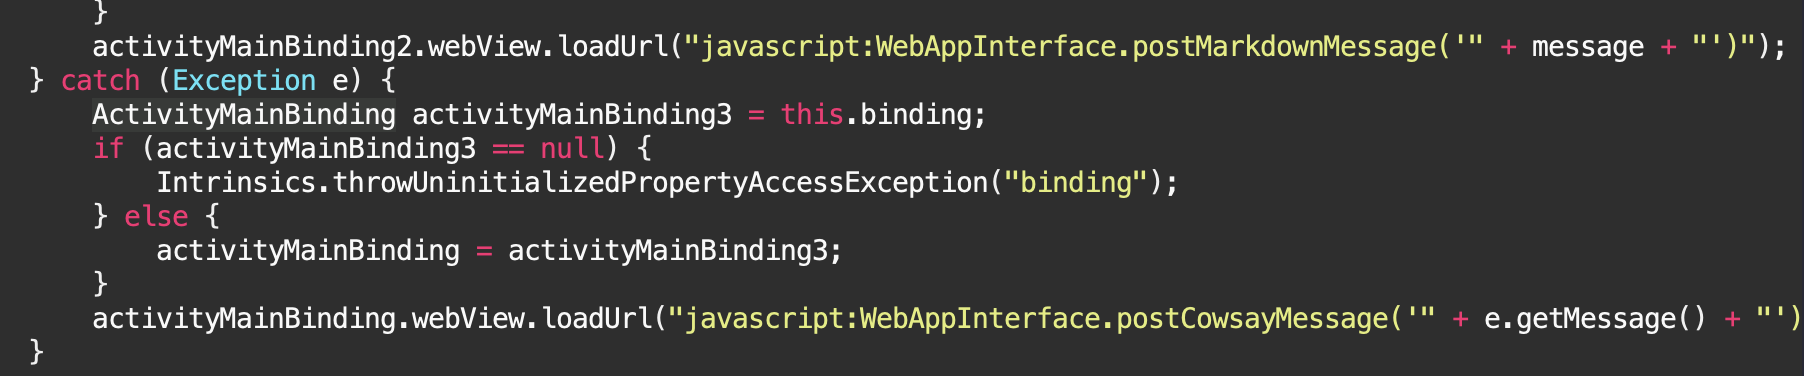 }
activityMainBinding2.webView.loadUrl("javascript:WebAppInterface.postMarkdownMessage('" + message + "')");
} catch (Exception e) {
ActivityMainBinding activityMainBinding3 = this.binding;
if (activityMainBinding3 == null) {
Intrinsics.throwUninitializedPropertyAccessException("binding");
} else {
activityMainBinding = activityMainBinding3;
}
activityMainBinding.webView.loadUrl("javascript:WebAppInterface.postCowsayMessage('" + e.getMessage() + "')
}